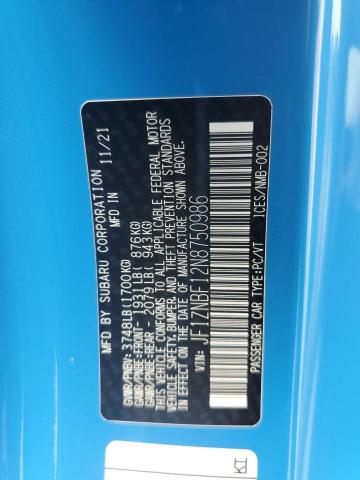 MFD BY SUBARU CORPORATION
11/21 MFD IN
GVWR/PNBV: 3748LB(1700KG)
GAWR/PNBE:FRONT- 1931LB( 876KG)
GAWR/PNBE:REAR - 2079LB( 943KG)
THIS VEHICLE CONFORMS TO ALL APPLICABLE FEDERAL MOTOR
VEHICLE SAFETY, BUMPER, AND THEFT PREVENTION STANDARDS
IN EFFECT ON THE DATE OF MANUFACTURE SHOWN ABOVE.
JF1ZNBF12N8750986
PASSENGER CAR TYPE:PC/VT ICES/NMB-002
KI